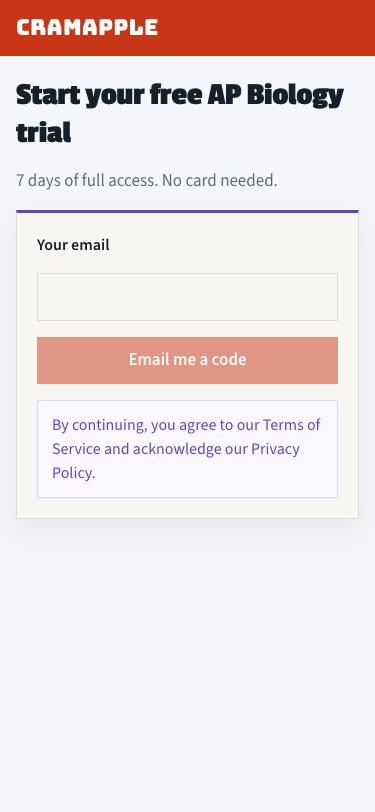 CRAMAPPLE
Start your free AP Biology
trial
7 days of full access. No card needed.
Your email
Email me a code
By continuing, you agree to our Terms of
Service and acknowledge our Privacy
Policy.